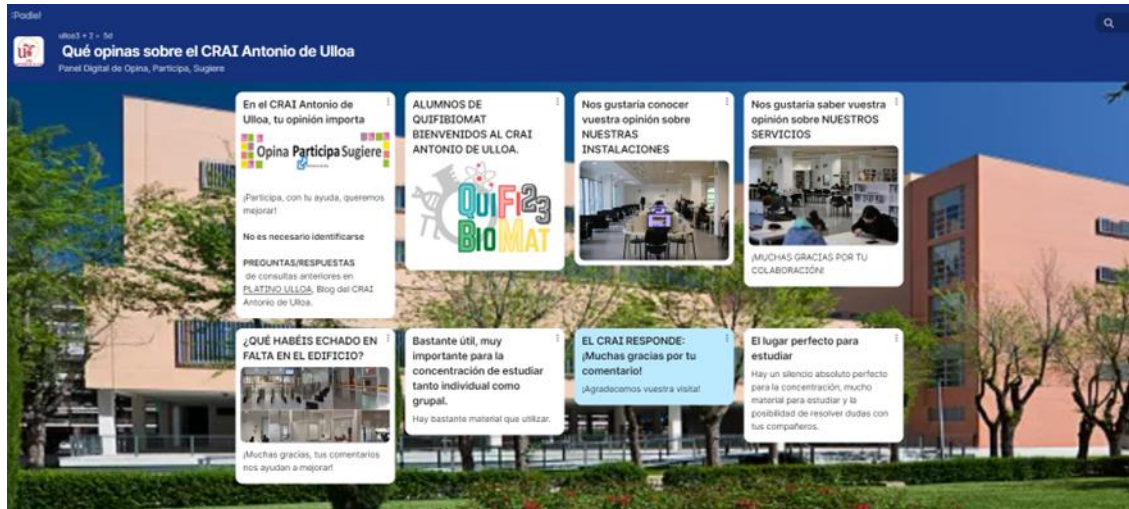 :Padlet
ulloa3 + 2 • 5d
Qué opinas sobre el CRAI Antonio de Ulloa
Panel Digital de Opina, Participa, Sugiere
En el CRAI Antonio de
Ulloa, tu opinión importa
Opina Participa Sugiere
¡Participa, con tu ayuda, queremos
mejorar!
No es necesario identificarse
PREGUNTAS/RESPUESTAS
de consultas anteriores en
PLATINO ULLOA, Blog del CRAI
Antonio de Ulloa.
ALUMNOS DE
QUIFIBIOMAT
BIENVENIDOS AL CRAI
ANTONIO DE ULLOA.
QUIFI23
BIOMAT
Nos gustaría conocer
vuestra opinión sobre
NUESTRAS
INSTALACIONES
Nos gustaría saber vuestra
opinión sobre NUESTROS
SERVICIOS
¡MUCHAS GRACIAS POR TU
COLABORACIÓN!
¿QUÉ HABÉIS ECHADO EN
FALTA EN EL EDIFICIO?
¡Muchas gracias, tus comentarios
nos ayudan a mejorar!
Bastante útil, muy
importante para la
concentración de estudiar
tanto individual como
grupal.
Hay bastante material que utilizar.
EL CRAI RESPONDE:
¡Muchas gracias por tu
comentario!
¡Agradecemos vuestra visita!
El lugar perfecto para
estudiar
Hay un silencio absoluto perfecto
para la concentración, mucho
material para estudiar y la
posibilidad de resolver dudas con
tus compañeros.